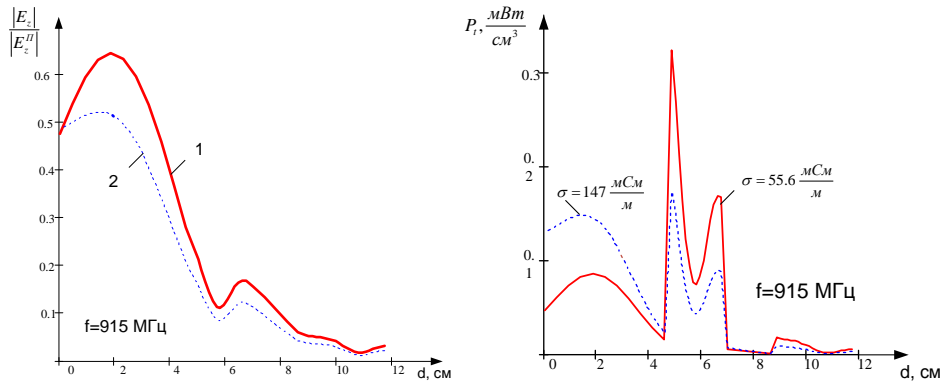 |E_z|
|E_z^П|
0.6
0.5
0.4
0.3
0.2
0.1
1
2
f=915 МГц
0 2 4 6 8 10 12
d, см
P_t, мВт
см^3
0.3
0.
2
0.
1
σ = 147 мСм
м
σ = 55.6 мСм
м
f=915 МГц
0 2 4 6 8 10 12
d, см